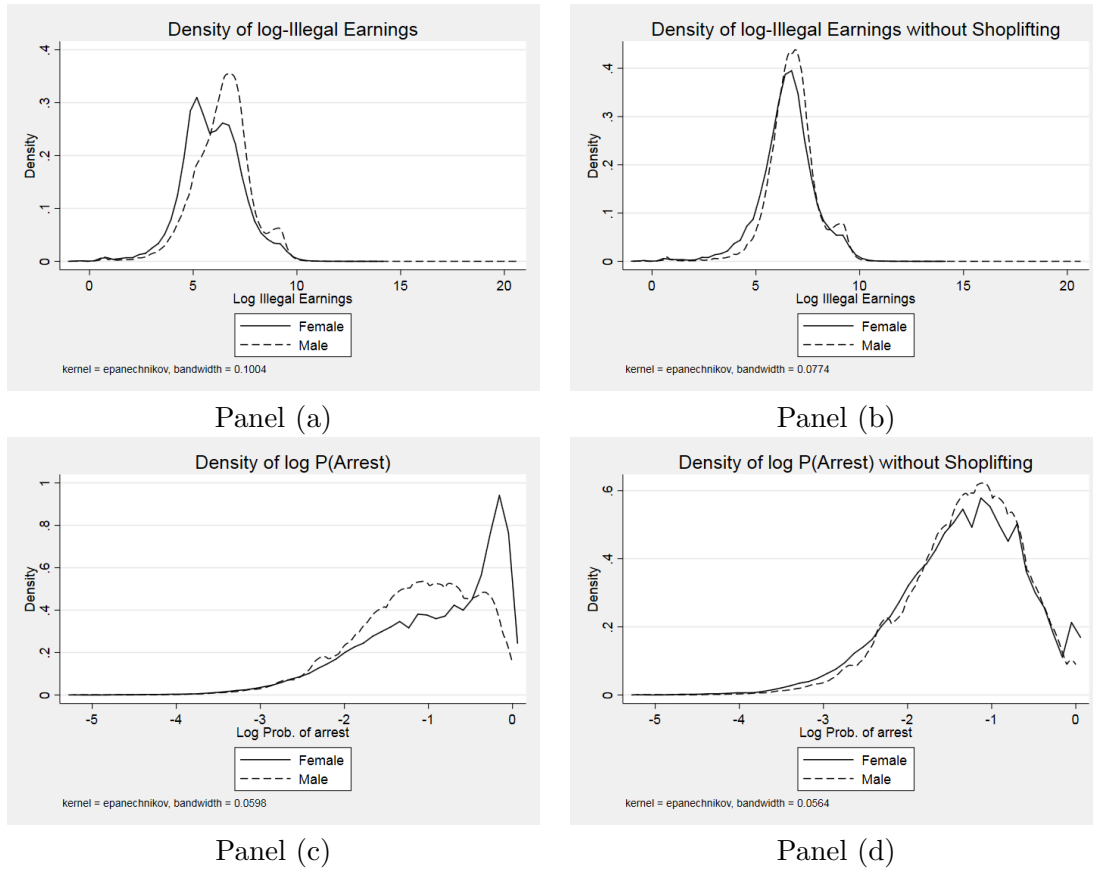 Density of log-Illegal Earnings
Density
0 .1 .2 .3 .4
0 5 10 15 20
Log Illegal Earnings
Female
Male
kernel = epanechnikov, bandwidth = 0.1004
Panel (a)
Density of log-Illegal Earnings without Shoplifting
Density
0 .1 .2 .3 .4
0 5 10 15 20
Log Illegal Earnings
Female
Male
kernel = epanechnikov, bandwidth = 0.0774
Panel (b)
Density of log P(Arrest)
Density
0 .2 .4 .6 .8 1
-5 -4 -3 -2 -1 0
Log Prob. of arrest
Female
Male
kernel = epanechnikov, bandwidth = 0.0598
Panel (c)
Density of log P(Arrest) without Shoplifting
Density
0 .2 .4 .6
-5 -4 -3 -2 -1 0
Log Prob. of arrest
Female
Male
kernel = epanechnikov, bandwidth = 0.0564
Panel (d)